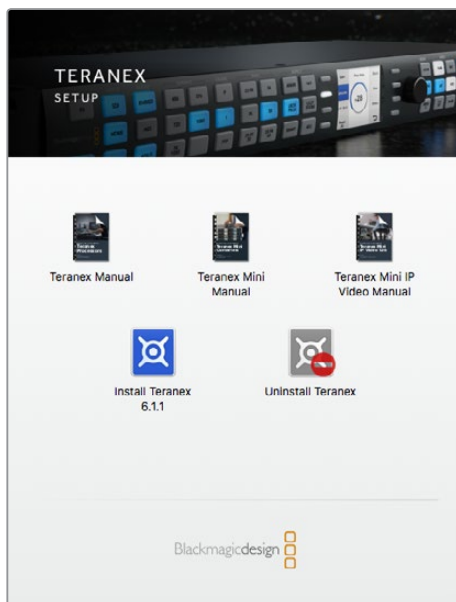 TERANEX
SETUP
Teranex Manual
Teranex Mini
Manual
Teranex Mini IP
Video Manual
Install Teranex
6.1.1
Uninstall Teranex
Blackmagicdesign